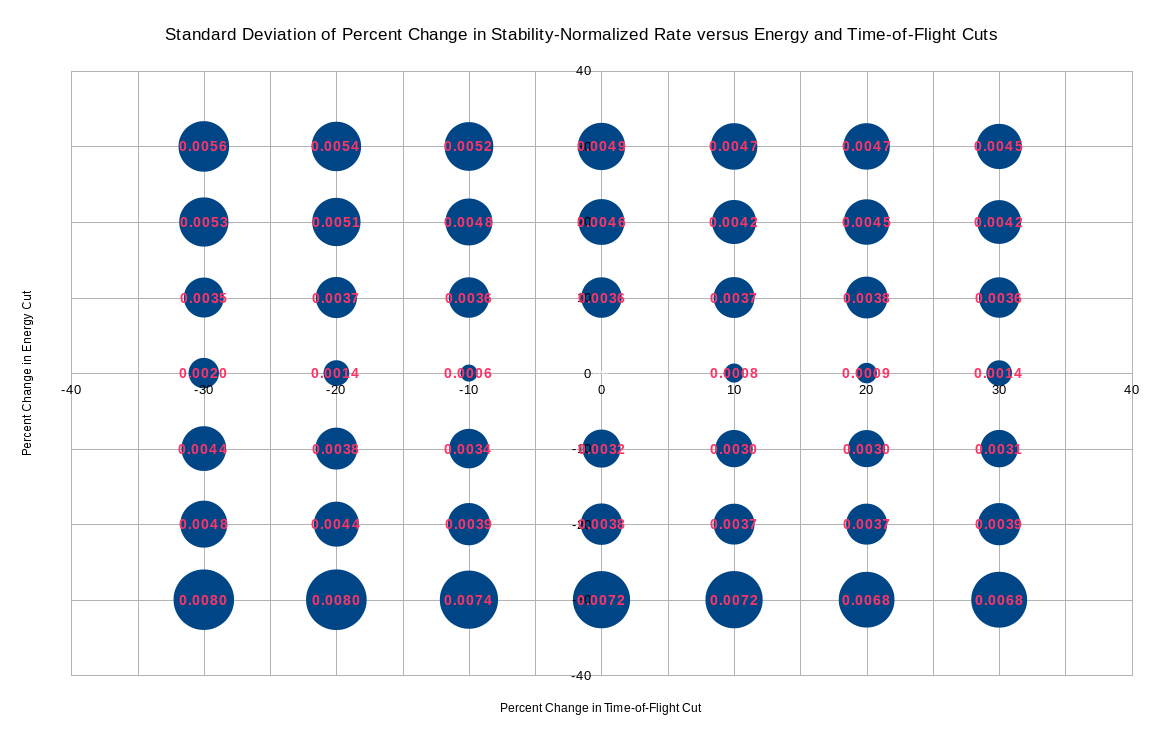 Standard Deviation of Percent Change in Stability-Normalized Rate versus Energy and Time-of-Flight Cuts
40
0.0056 0.0054 0.0052 0.0049 0.0047 0.0047 0.0045
0.0053 0.0051 0.0048 0.0046 0.0042 0.0045 0.0042
0.0035 0.0037 0.0036 0.0036 0.0037 0.0038 0.0036
0.0020 0.0014 0.0006 0 0.0008 0.0009 0.0014
-40 -30 -20 -10 0 10 20 30 40
0.0044 0.0038 0.0034 0.0032 0.0030 0.0030 0.0031
0.0048 0.0044 0.0039 0.0038 0.0037 0.0037 0.0039
0.0080 0.0080 0.0074 0.0072 0.0072 0.0068 0.0068
-40
Percent Change in Energy Cut
Percent Change in Time-of-Flight Cut